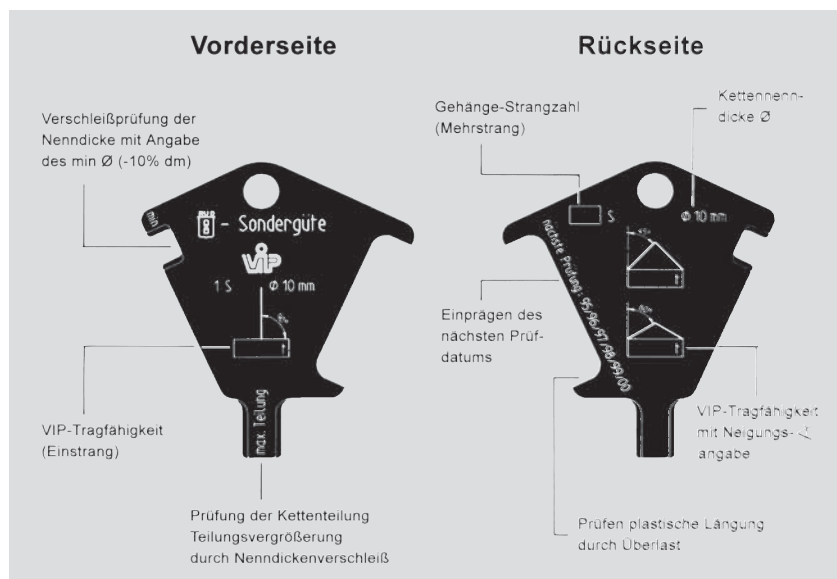 Vorderseite
Verschleißprüfung der
Nenndicke mit Angabe
des min Ø (-10% dm)
min
- Sondergüte
VIP
1 S Ø 10 mm
VIP-Tragfähigkeit
(Einstrang)
max. Teilung
Prüfung der Kettenteilung
Teilungsvergrößerung
durch Nenndickenverschleiß
Rückseite
Gehänge-Strangzahl
(Mehrstrang)
Kettennenn-
dicke Ø
S
Ø 10 mm
nächste Prüfung: 95/96/97/98/99/00
45°
Einprägen des
nächsten Prüf-
datums
VIP-Tragfähigkeit
mit Neigungs-∢
angabe
Prüfen plastische Längung
durch Überlast